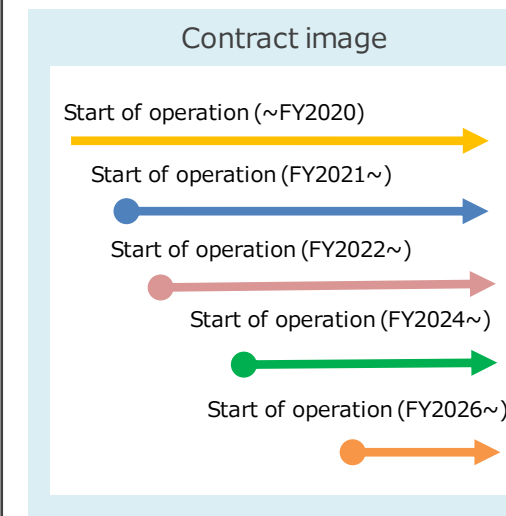 Contract image
Start of operation (~FY2020)
Start of operation (FY2021~)
Start of operation (FY2022~)
Start of operation (FY2024~)
Start of operation (FY2026~)